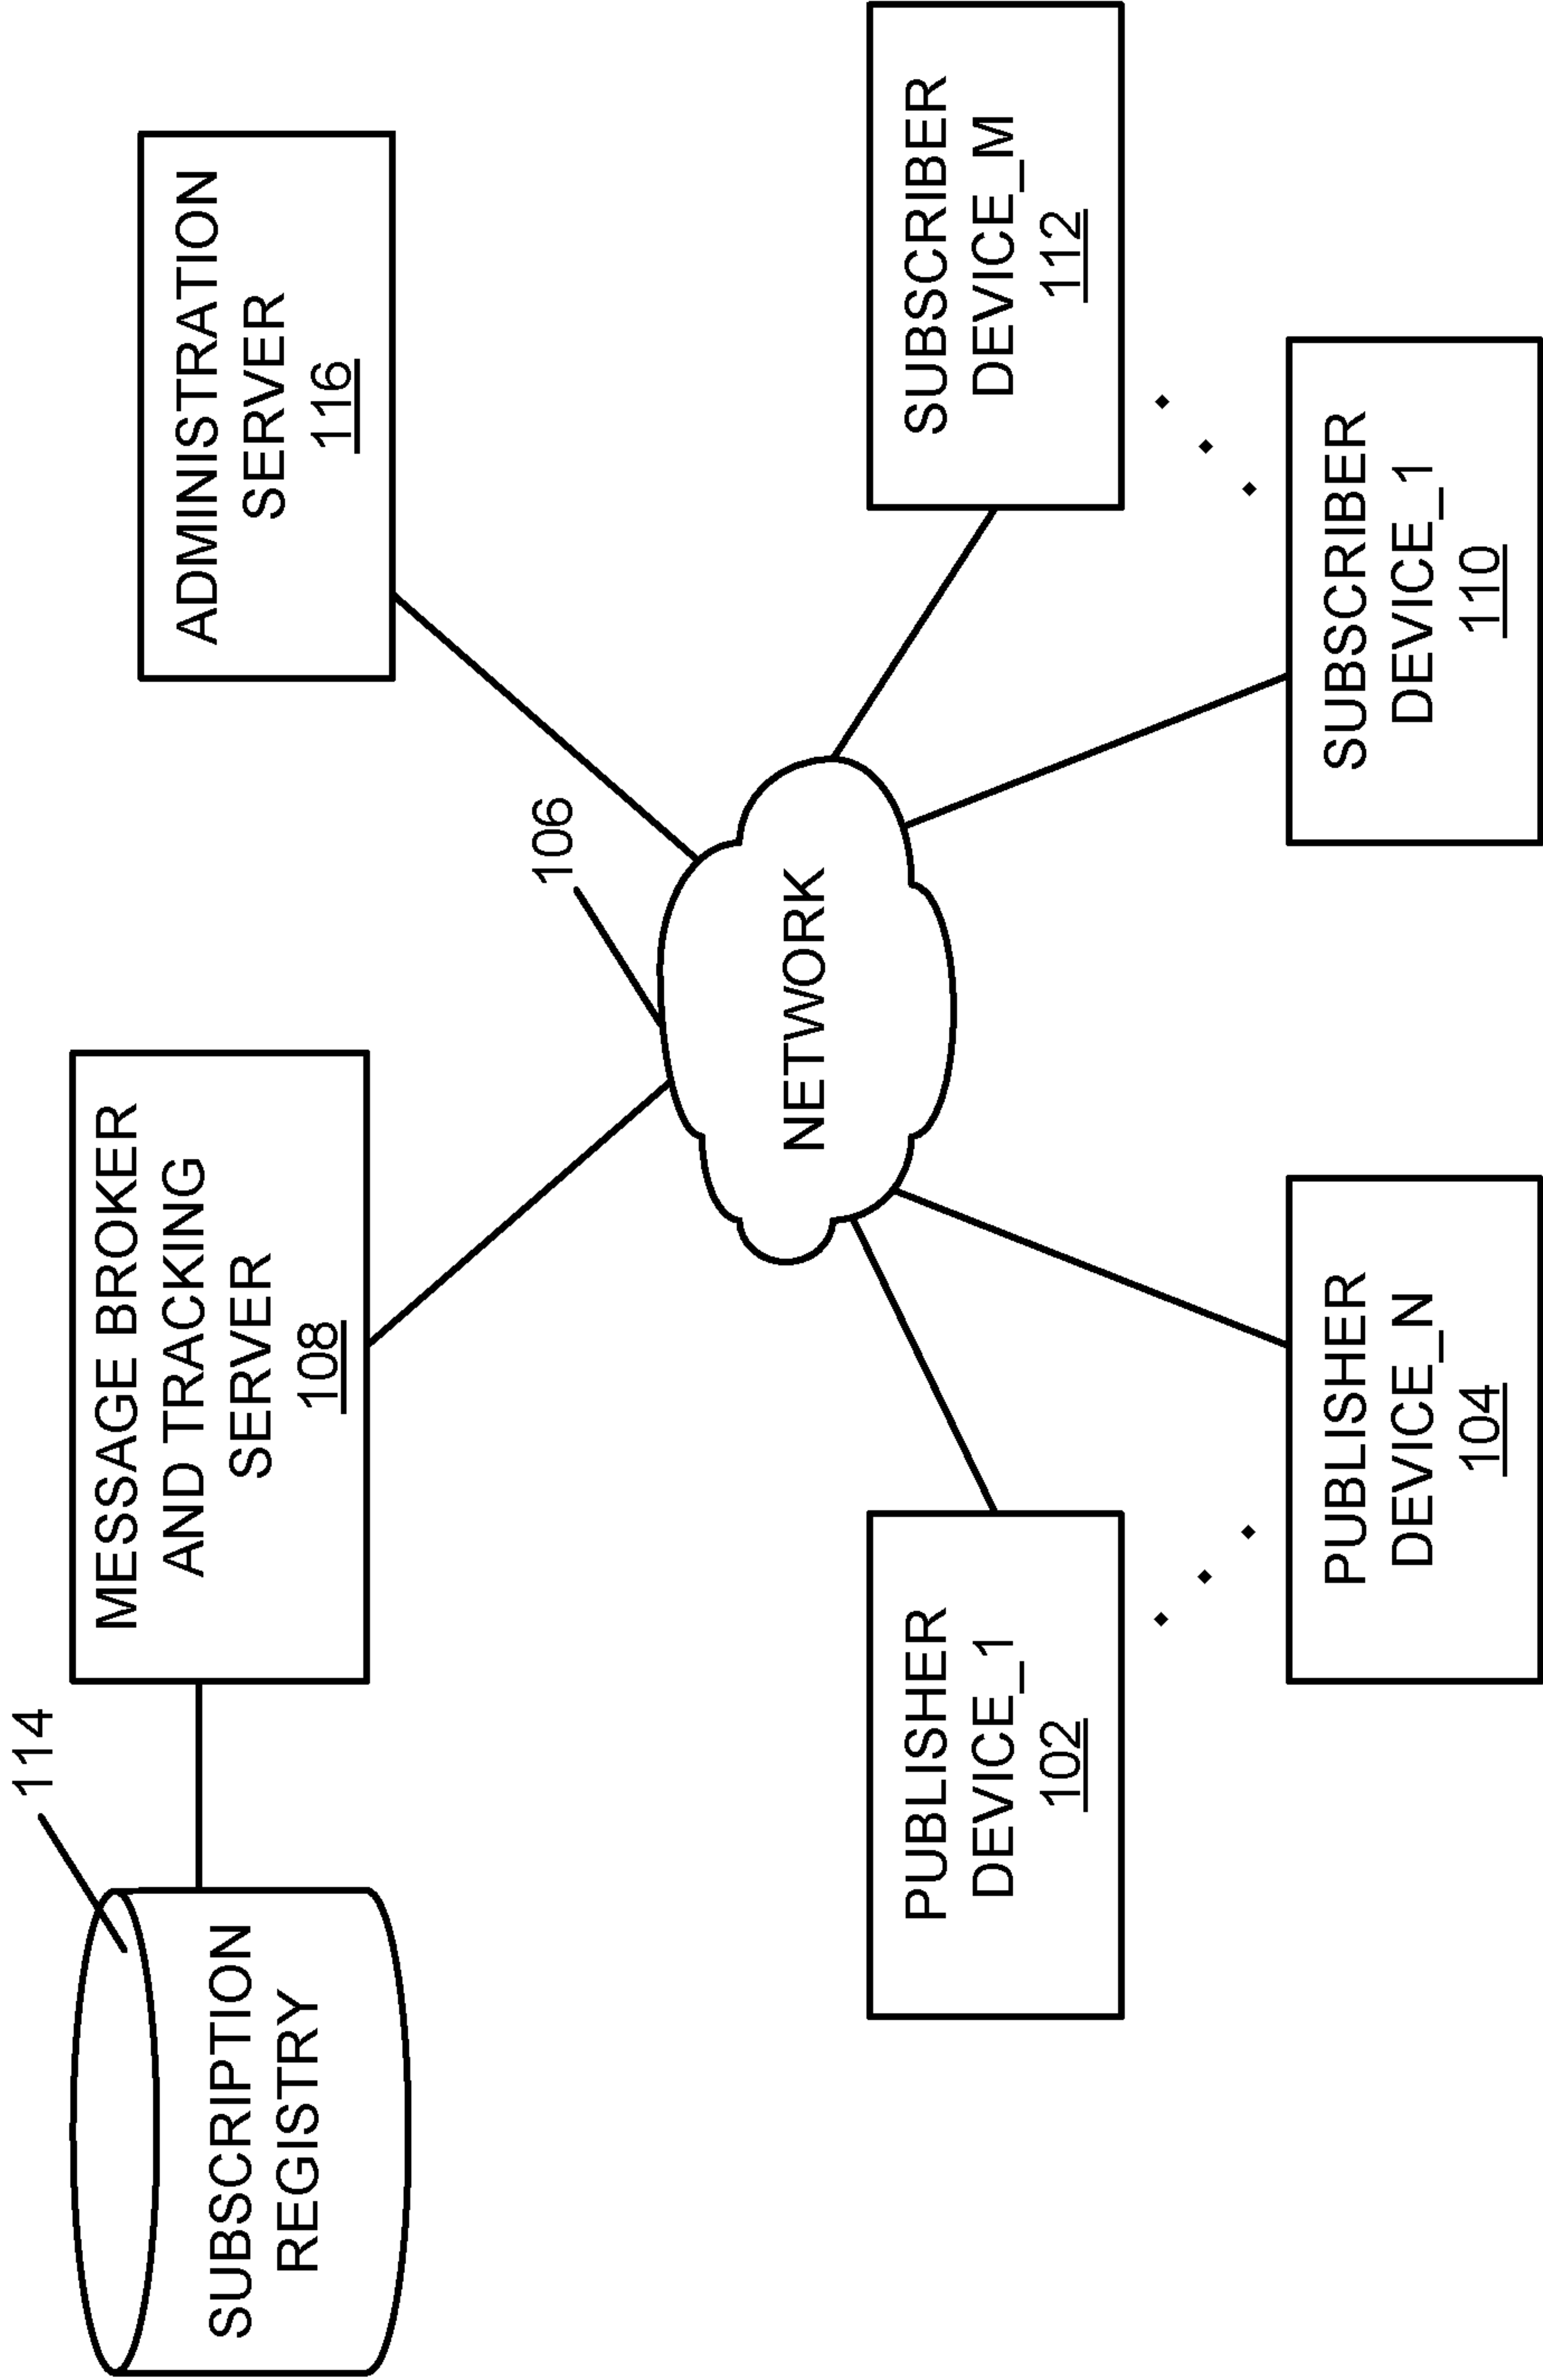 114
SUBSCRIPTION
REGISTRY
MESSAGE BROKER
AND TRACKING
SERVER
108
ADMINISTRATION
SERVER
116
106
NETWORK
PUBLISHER
DEVICE_1
102
SUBSCRIBER
DEVICE_M
112
PUBLISHER
DEVICE_N
104
SUBSCRIBER
DEVICE_1
110